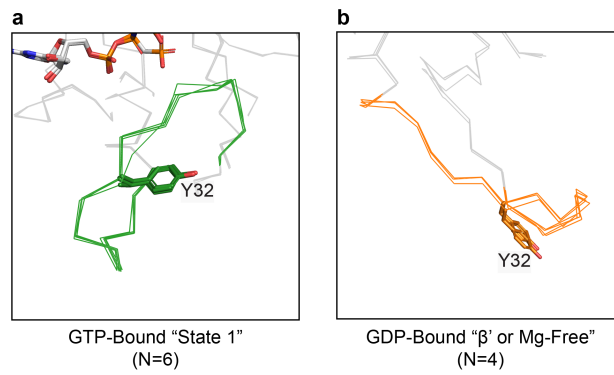 a
Y32
GTP-Bound “State 1”
(N=6)
b
Y32
GDP-Bound “β’ or Mg-Free”
(N=4)